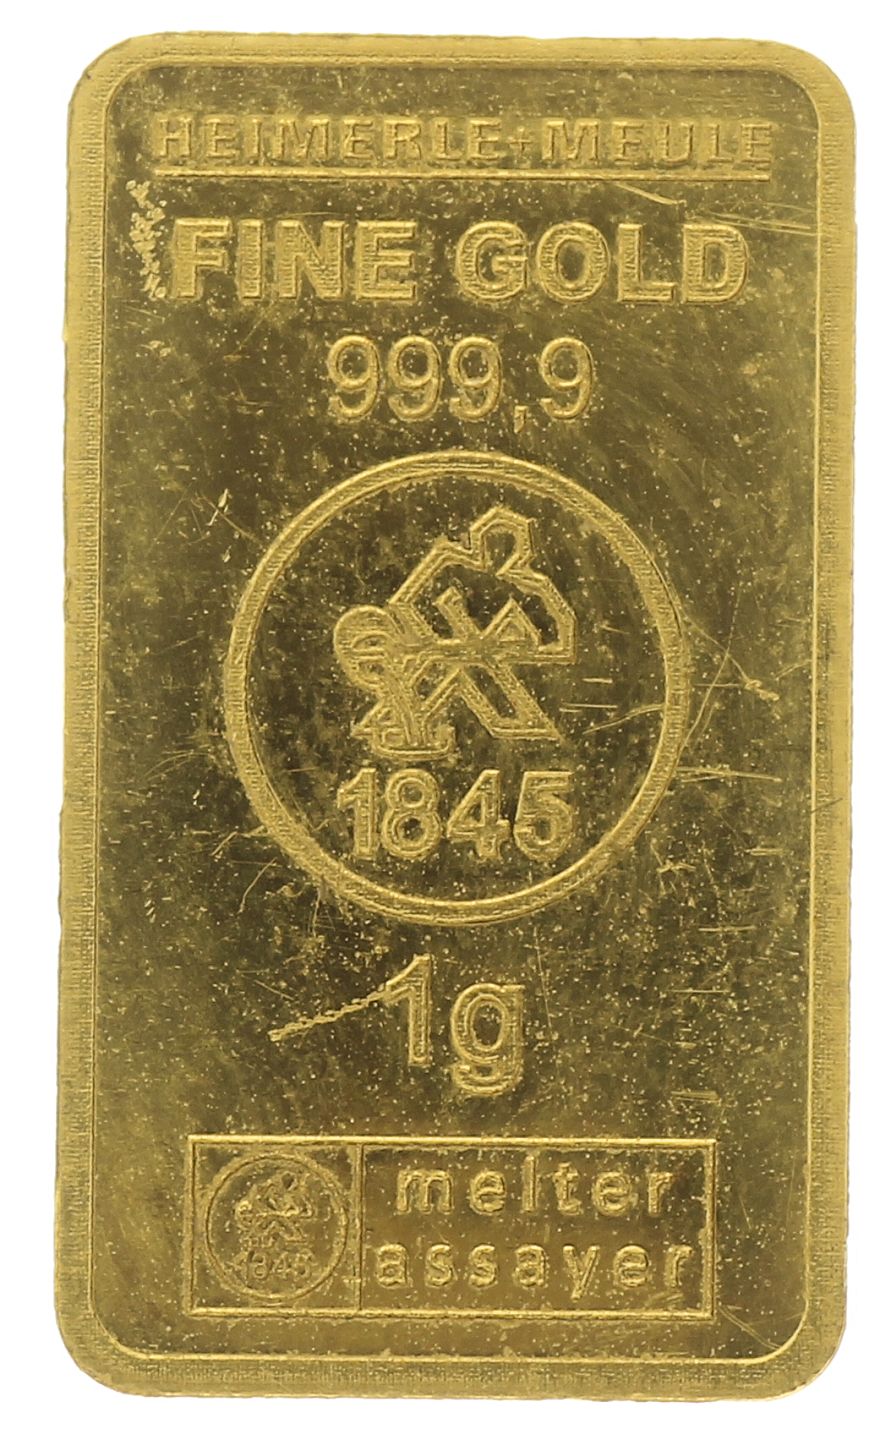 HEIMERLE+MEULE
FINE GOLD
999,9
1845
1g
1845
melter
assayer